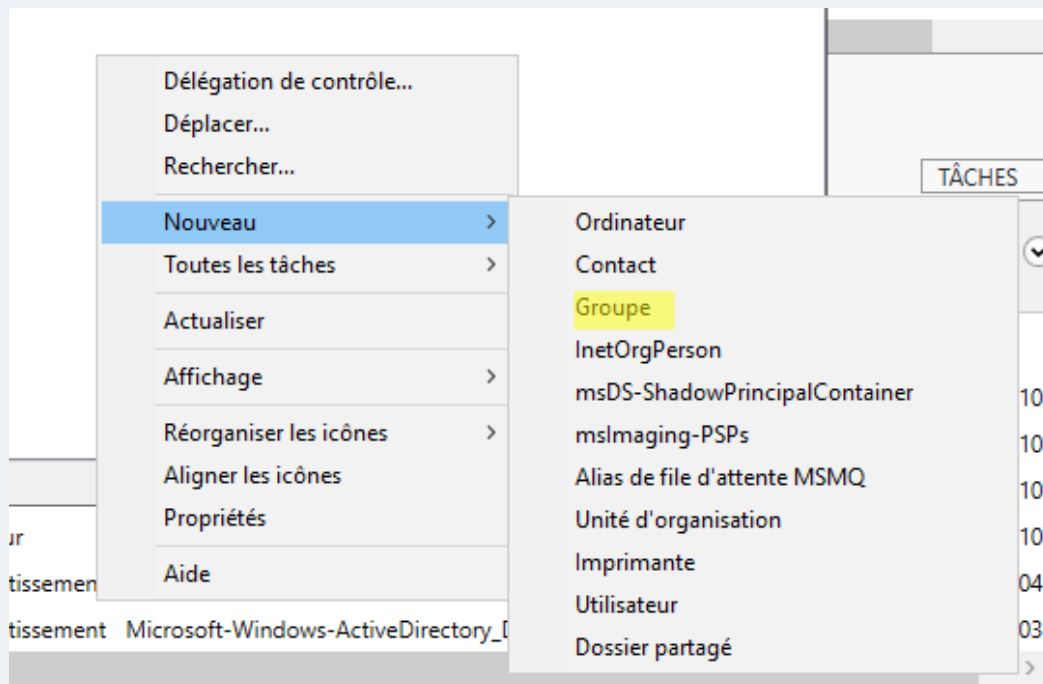 Délégation de contrôle...
Déplacer...
Rechercher...
TÂCHES
Nouveau
Ordinateur
Toutes les tâches
Contact
Groupe
Actualiser
InetOrgPerson
Affichage
msDS-ShadowPrincipalContainer
10
Réorganiser les icônes
msImaging-PSPs
10
Aligner les icônes
Alias de file d'attente MSMQ
10
Propriétés
Unité d'organisation
ur
10
Imprimante
Aide
tissemen
04
Utilisateur
tissement Microsoft-Windows-ActiveDirectory_D
03
Dossier partagé